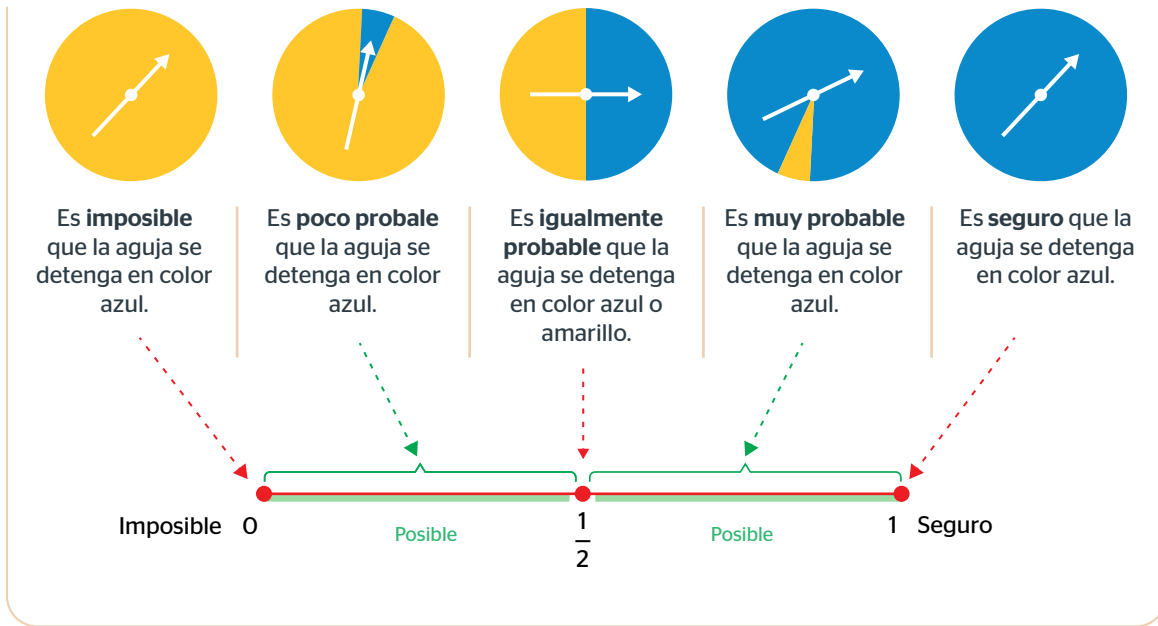 Es imposible
que la aguja se
detenga en color
azul.
Es poco probale
que la aguja se
detenga en color
azul.
Es igualmente
probable que la
aguja se detenga
en color azul o
amarillo.
Es muy probable
que la aguja se
detenga en color
azul.
Es seguro que la
aguja se detenga
en color azul.
Imposible 0
Posible
1
2
Posible
1 Seguro